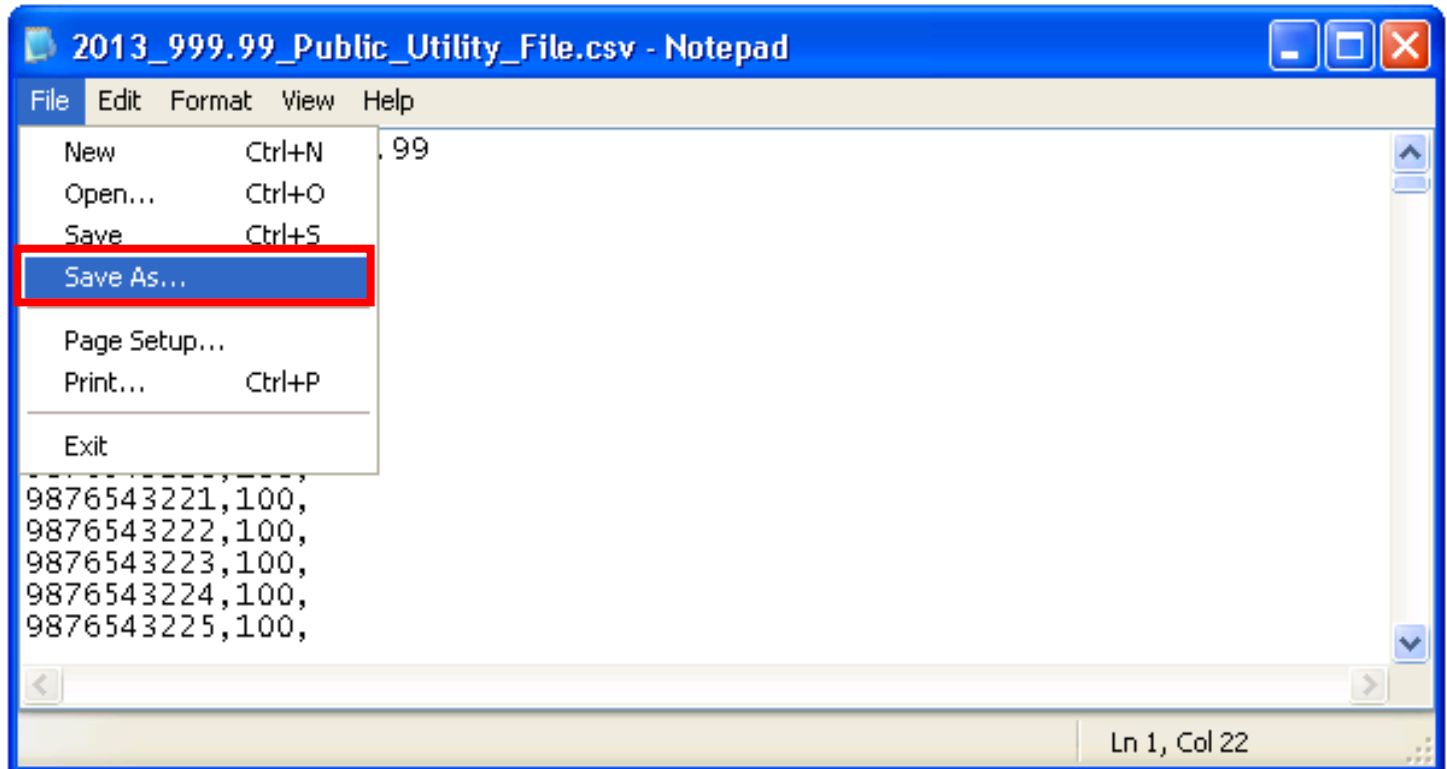 2013_999.99_Public_Utility_File.csv - Notepad
File Edit Format View Help
New Ctrl+N
.99
Open... Ctrl+O
Save Ctrl+S
Save As...
Page Setup...
Print... Ctrl+P
Exit
9876543221,100,
9876543222,100,
9876543223,100,
9876543224,100,
9876543225,100,
Ln 1, Col 22